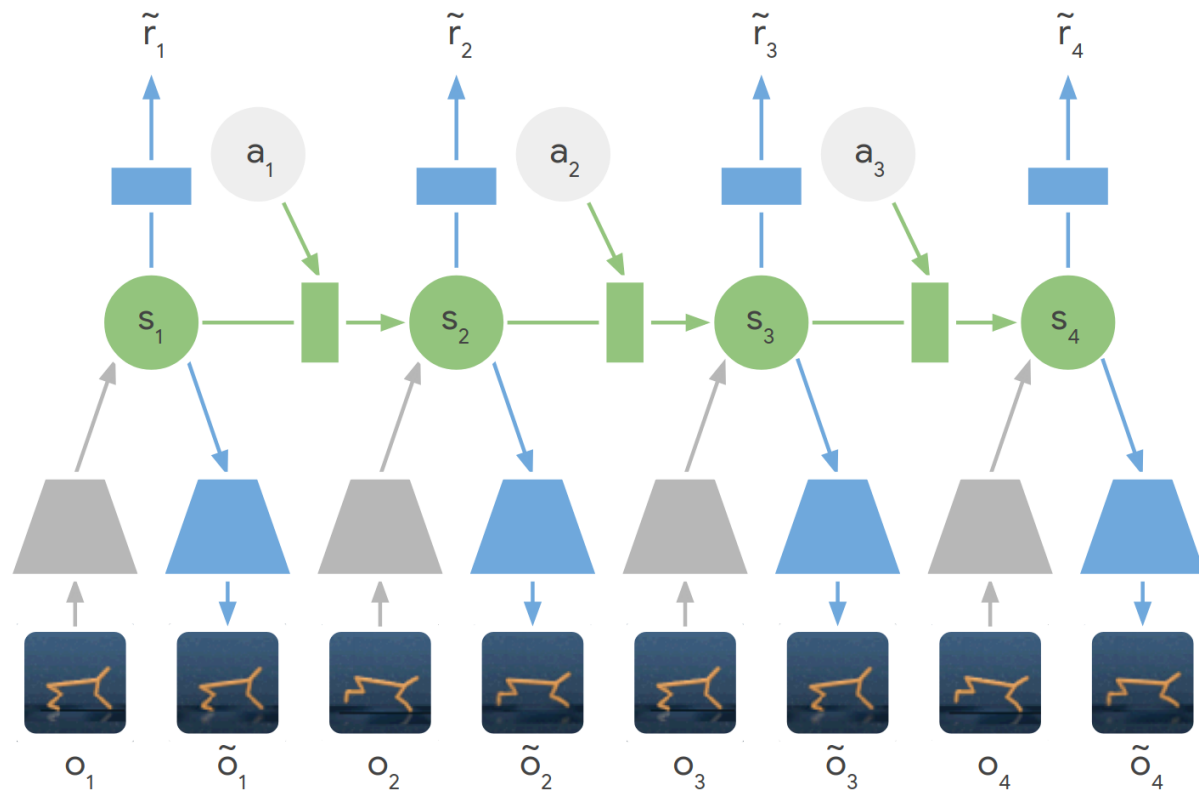 r̃₁ r̃₂ r̃₃ r̃₄
a₁ a₂ a₃
s₁ s₂ s₃ s₄
o₁ õ₁ o₂ õ₂ o₃ õ₃ o₄ õ₄